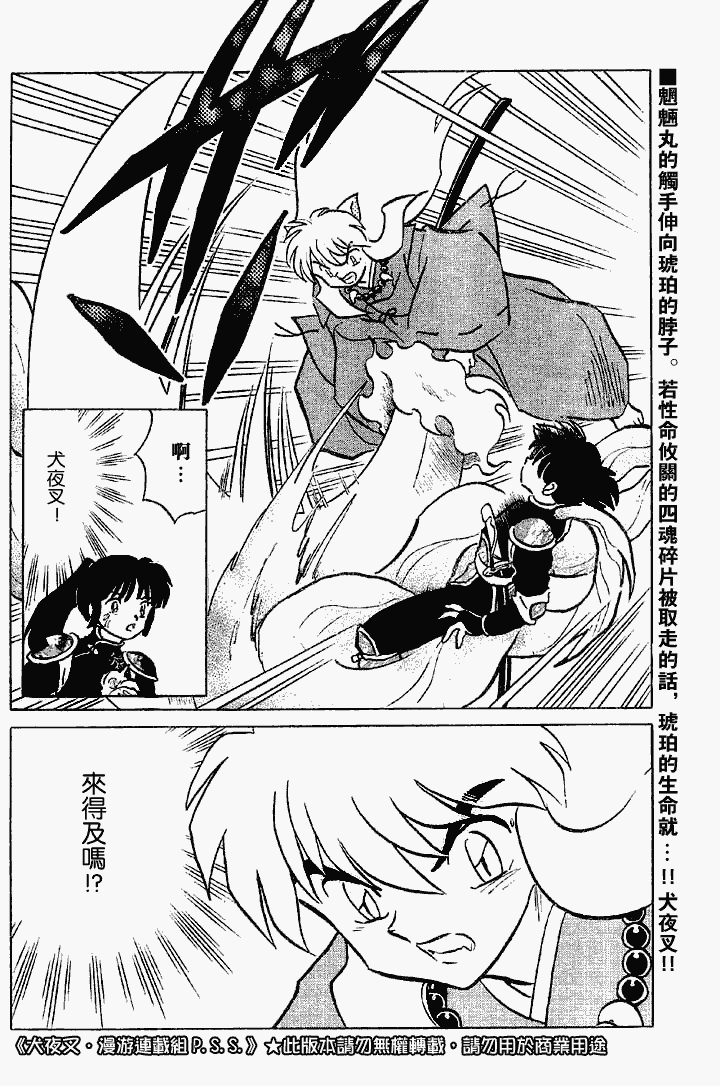 ■魍魎丸的觸手伸向琥珀的脖子。若性命攸關的四魂碎片被取走的話，琥珀的生命就…!!犬夜叉!!
啊…
犬夜叉！
來得及嗎!?
《犬夜叉·漫游連載組P.S.S.》★此版本請勿無權轉載，請勿用於商業用途